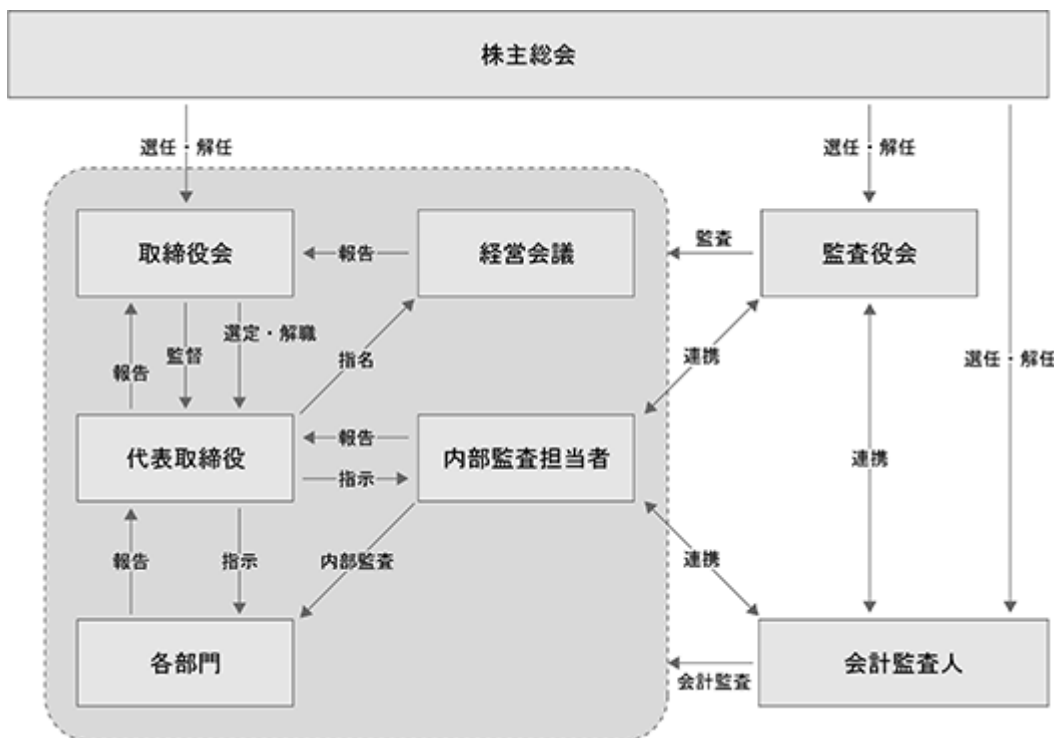 株主総会
選任・解任
選任・解任
取締役会
報告
経営会議
監査
監査役会
報告
監督
選定・解職
指名
連携
選任・解任
代表取締役
報告
指示
内部監査担当者
連携
報告
指示
内部監査
連携
各部門
会計監査
会計監査人